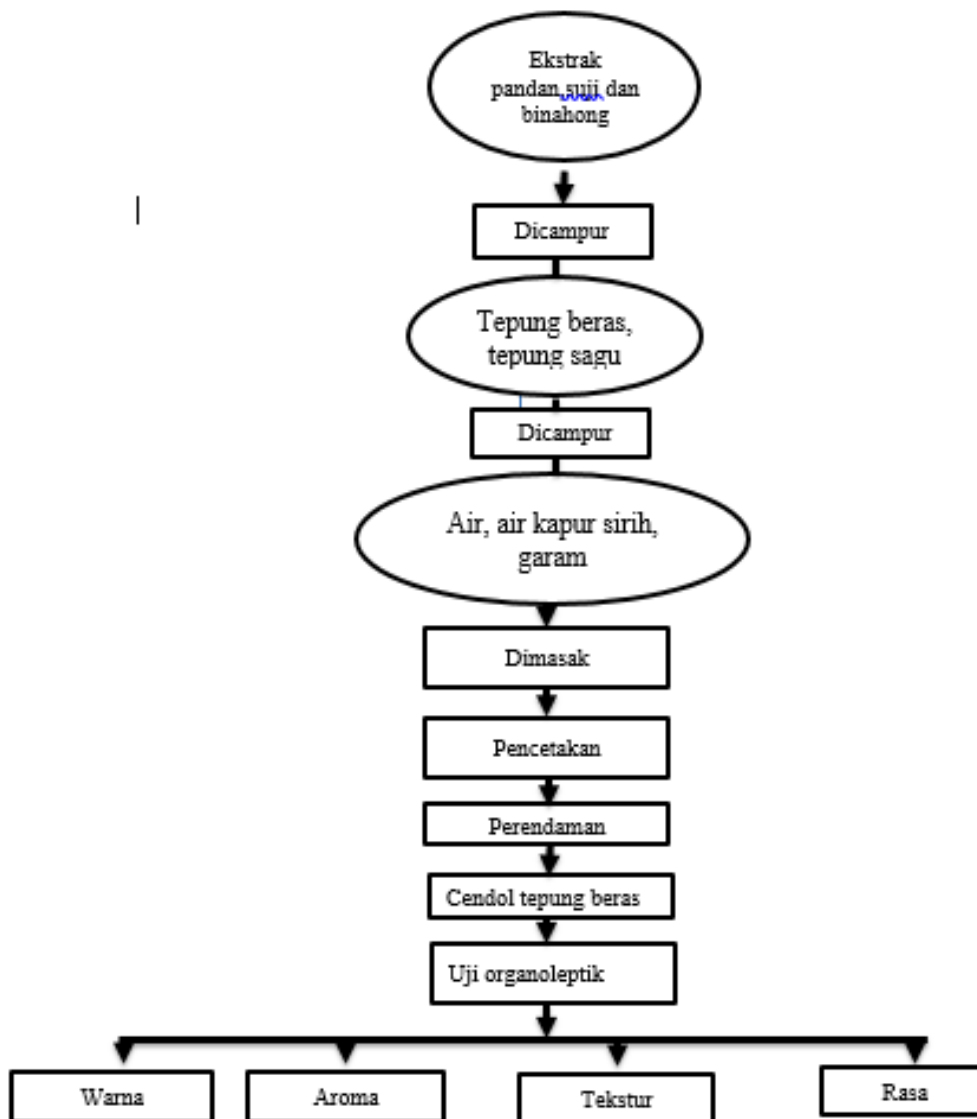 Ekstrak
pandan suji dan
binahong
Dicampur
Tepung beras,
tepung sagu
Dicampur
Air, air kapur sirih,
garam
Dimasak
Pencetakan
Perendaman
Cendol tepung beras
Uji organoleptik
Warna
Aroma
Tekstur
Rasa